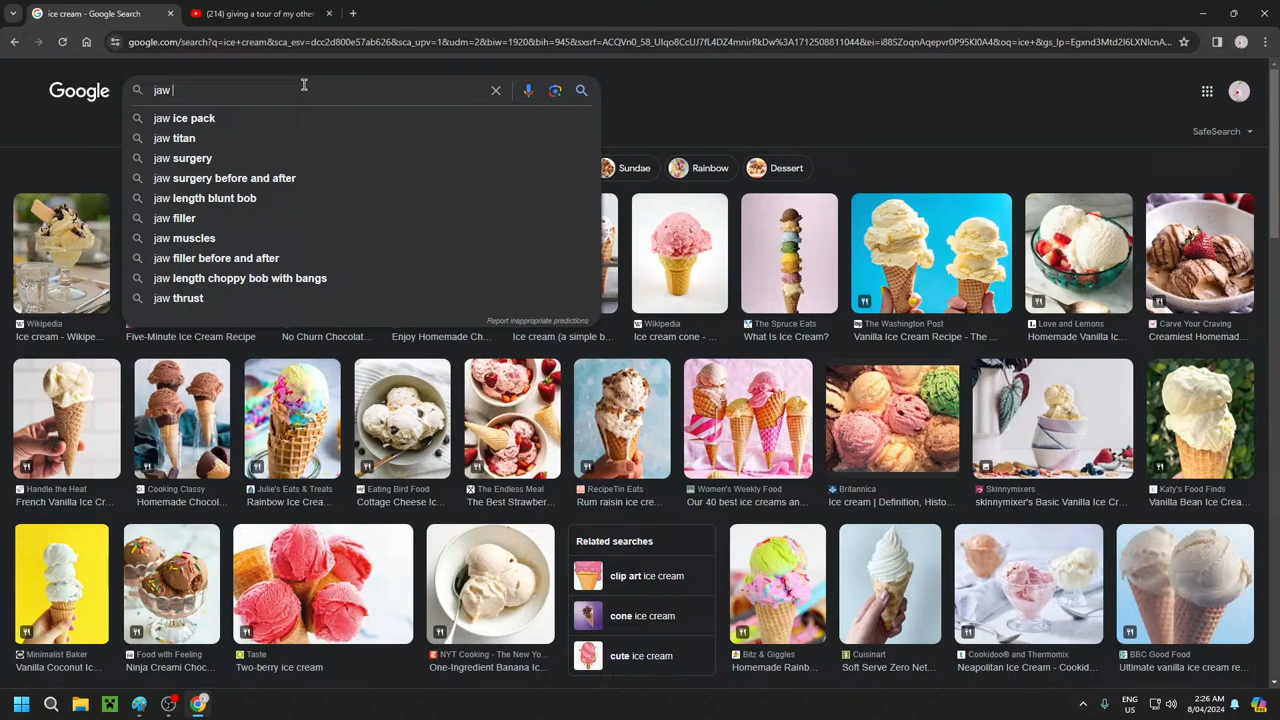 ice cream - Google Search
(214) giving a tour of my other
google.com/search?q=ice+cream&sca_esv=dcc2d800e57ab626&sca_upv=1&udm=2&biw=1920&bih=945&sxsrf=
Google
jaw
SafeSearch
jaw ice pack
jaw titan
jaw surgery
jaw surgery before and after
jaw length blunt bob
jaw filler
jaw muscles
jaw filler before and after
jaw length choppy bob with bangs
jaw thrust
Report inappropriate predictions
Sundae
Rainbow
Dessert
Wikipedia
Wikipedia
The Spruce Eats
The Washington Post
Love and Lemons
Carve Your Craving
Ice cream - Wikipe...
Five-Minute Ice Cream Recipe
No Churn Chocolat...
Enjoy Homemade Ch...
Ice cream (a simple b...
Ice cream cone - ...
What Is Ice Cream?
Vanilla Ice Cream Recipe - The ...
Homemade Vanilla Ic...
Creamiest Homemad...
Handle the Heat
Cooking Classy
Julie's Eats & Treats
Eating Bird Food
The Endless Meal
RecipeTin Eats
Women's Weekly Food
Britannica
Skinnymixers
Katy's Food Finds
French Vanilla Ice Cr...
Homemade Chocol...
Rainbow Ice Crea...
Cottage Cheese Ic...
The Best Strawber...
Rum raisin ice cre...
Our 40 best ice creams an...
Ice cream | Definition, Histo...
skinnymixer's Basic Vanilla Ice Cr...
Vanilla Bean Ice Crea...
Related searches
clip art ice cream
cone ice cream
cute ice cream
Minimalist Baker
Food with Feeling
Taste
NYT Cooking - The New Yo...
Bitz & Giggles
Cuisinart
Cookidoo® and Thermomix
BBC Good Food
Vanilla Coconut Ic...
Ninja Creami Choc...
Two-berry ice cream
One-Ingredient Banana Ic...
Homemade Rainb...
Soft Serve Zero Net...
Neapolitan Ice Cream - Cookid...
Ultimate vanilla ice cream re...
ENG
US
2:26 AM
8/04/2024